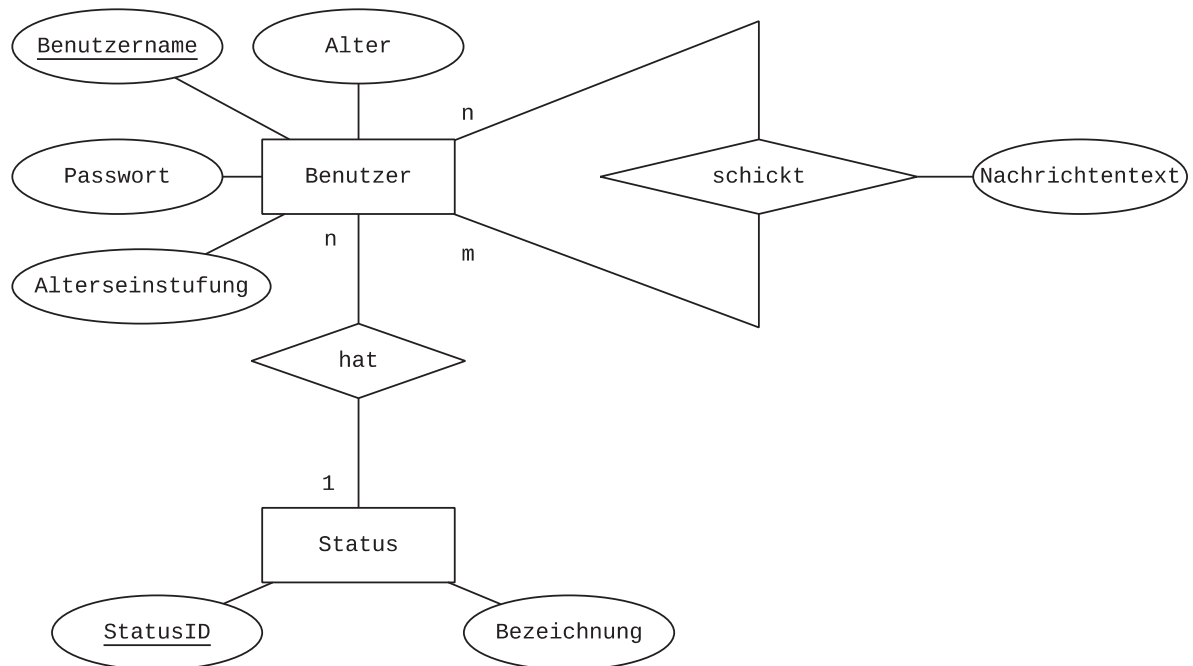 Benutzername
Alter
n
Passwort
Benutzer
schickt
Nachrichtentext
n
m
Alterseinstufung
hat
1
Status
StatusID
Bezeichnung